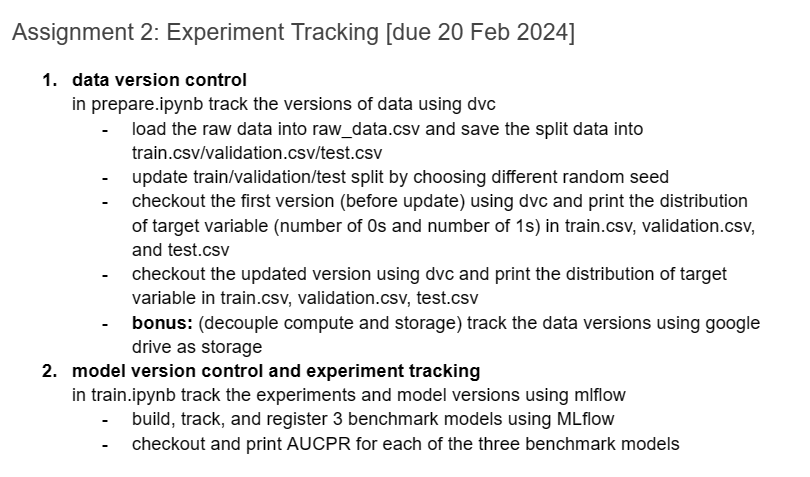 Assignment 2: Experiment Tracking [due 20 Feb 2024]
1. data version control
in prepare.ipynb track the versions of data using dvc
- load the raw data into raw_data.csv and save the split data into
train.csv/validation.csv/test.csv
- update train/validation/test split by choosing different random seed
- checkout the first version (before update) using dvc and print the distribution
of target variable (number of 0s and number of 1s) in train.csv, validation.csv,
and test.csv
- checkout the updated version using dvc and print the distribution of target
variable in train.csv, validation.csv, test.csv
- bonus: (decouple compute and storage) track the data versions using google
drive as storage
2. model version control and experiment tracking
in train.ipynb track the experiments and model versions using mlflow
- build, track, and register 3 benchmark models using MLflow
- checkout and print AUCPR for each of the three benchmark models